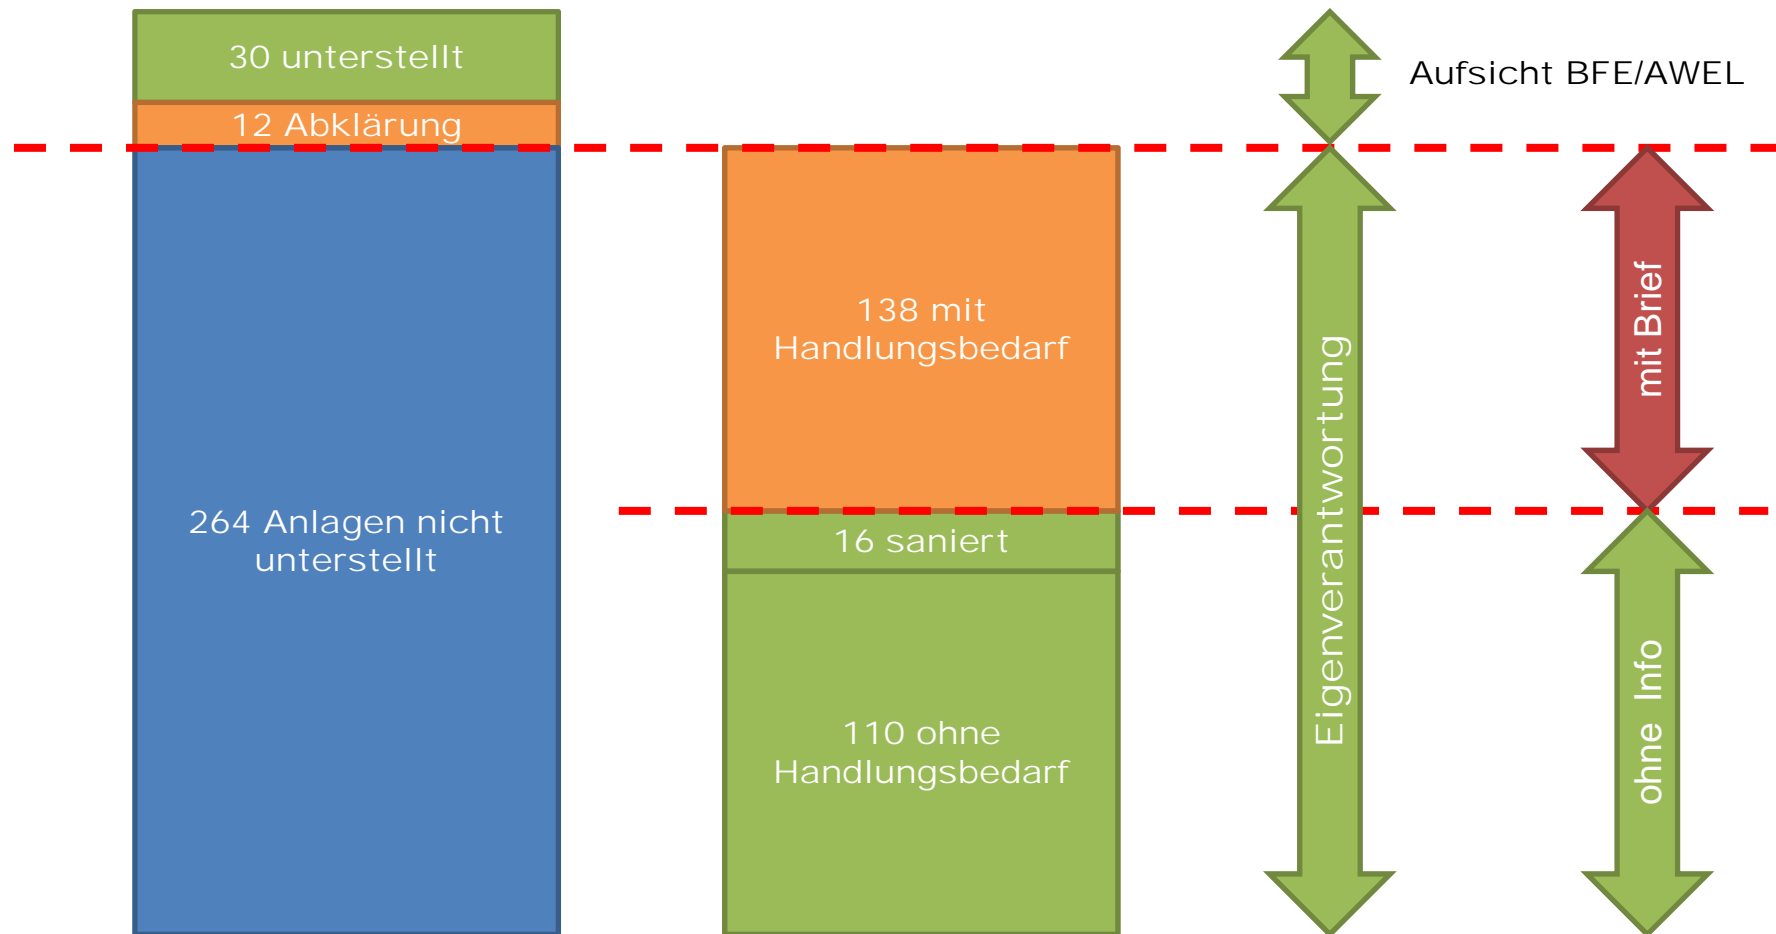 30 unterstellt
12 Abklärung
264 Anlagen nicht
unterstellt
138 mit
Handlungsbedarf
16 saniert
110 ohne
Handlungsbedarf
Aufsicht BFE/AWEL
Eigenverantwortung
mit Brief
ohne Info